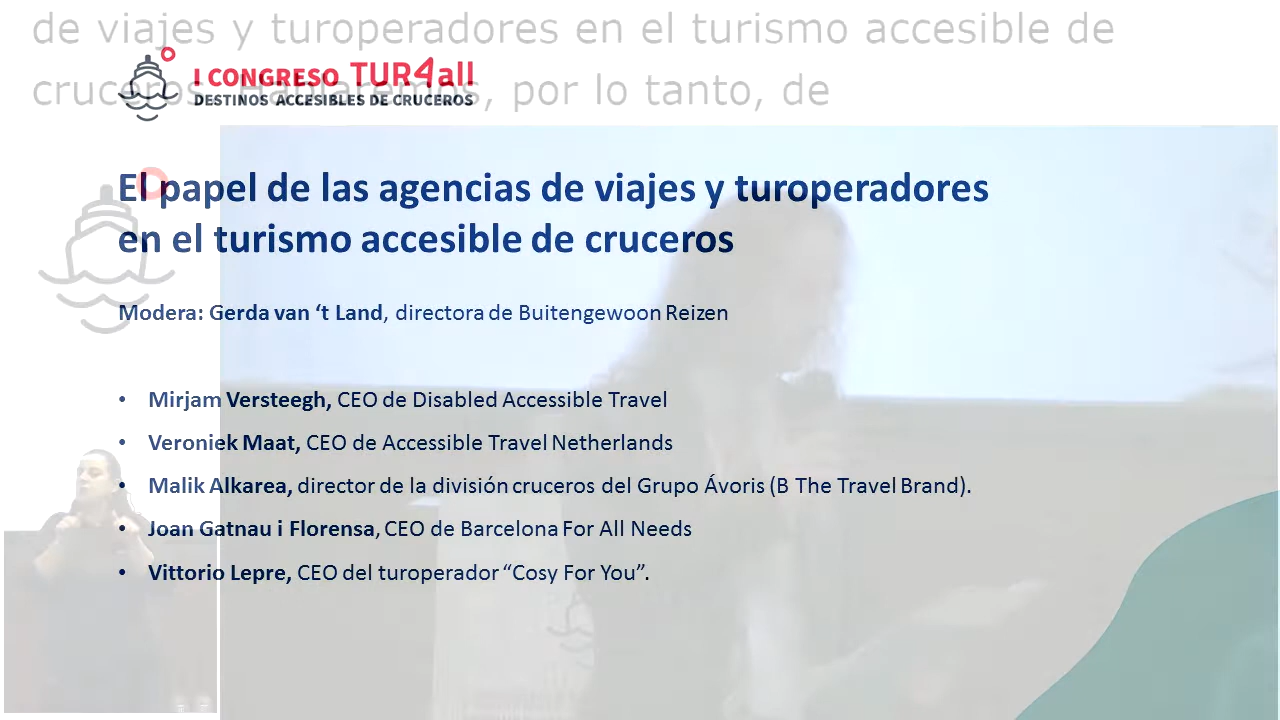 de viajes y turoperadores en el turismo accesible de
cruceros. Hablaremos, por lo tanto, de
I CONGRESO TUR4all
DESTINOS ACCESIBLES DE CRUCEROS
El papel de las agencias de viajes y turoperadores
en el turismo accesible de cruceros
Modera: Gerda van ‘t Land, directora de Buitengewoon Reizen
• Mirjam Versteegh, CEO de Disabled Accessible Travel
• Veroniek Maat, CEO de Accessible Travel Netherlands
• Malik Alkarea, director de la división cruceros del Grupo Ávoris (B The Travel Brand).
• Joan Gatnau i Florensa, CEO de Barcelona For All Needs
• Vittorio Lepre, CEO del turoperador “Cosy For You”.